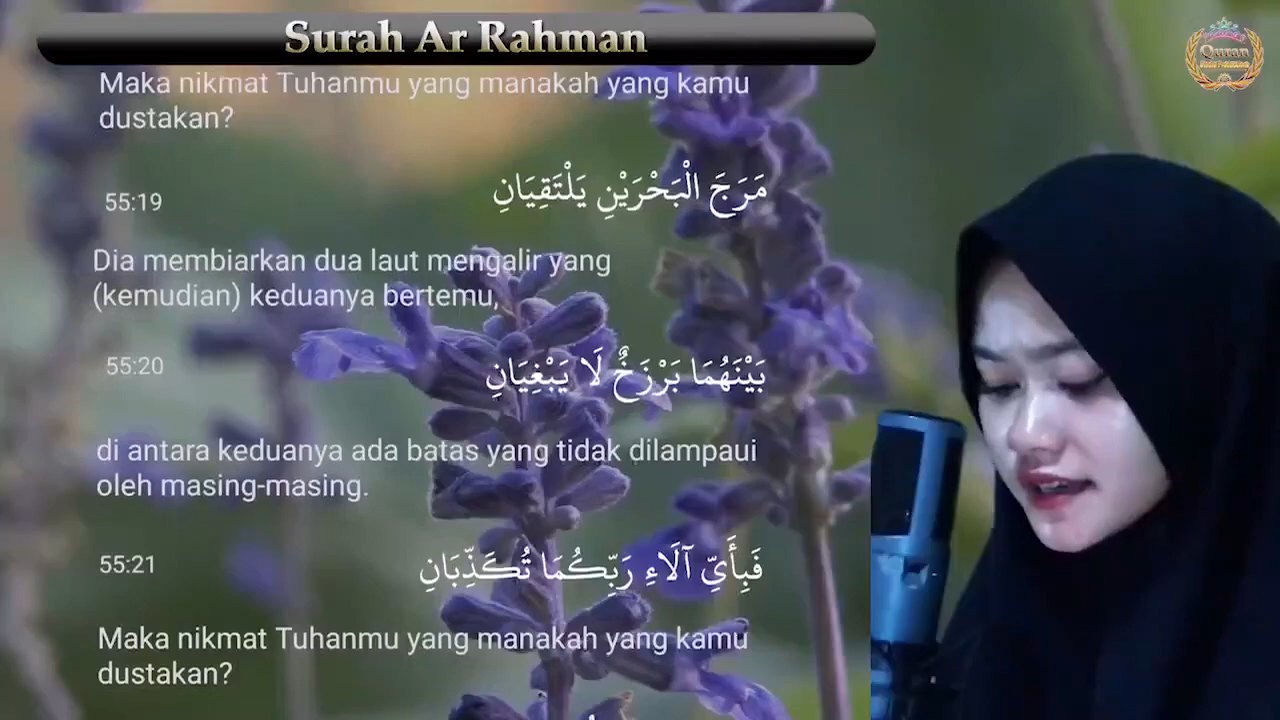 Surah Ar Rahman
Quran
Maka nikmat Tuhanmu yang manakah yang kamu
dustakan?
مَرَجَ الْبَحْرَيْنِ يَلْتَقِيَانِ
55:19
Dia membiarkan dua laut mengalir yang
(kemudian) keduanya bertemu,
بَيْنَهُمَا بَرْزَخٌ لَا يَبْغِيَانِ
55:20
di antara keduanya ada batas yang tidak dilampaui
oleh masing-masing.
فَبِأَيِّ آلَاءِ رَبِّكُمَا تُكَذِّبَانِ
55:21
Maka nikmat Tuhanmu yang manakah yang kamu
dustakan?